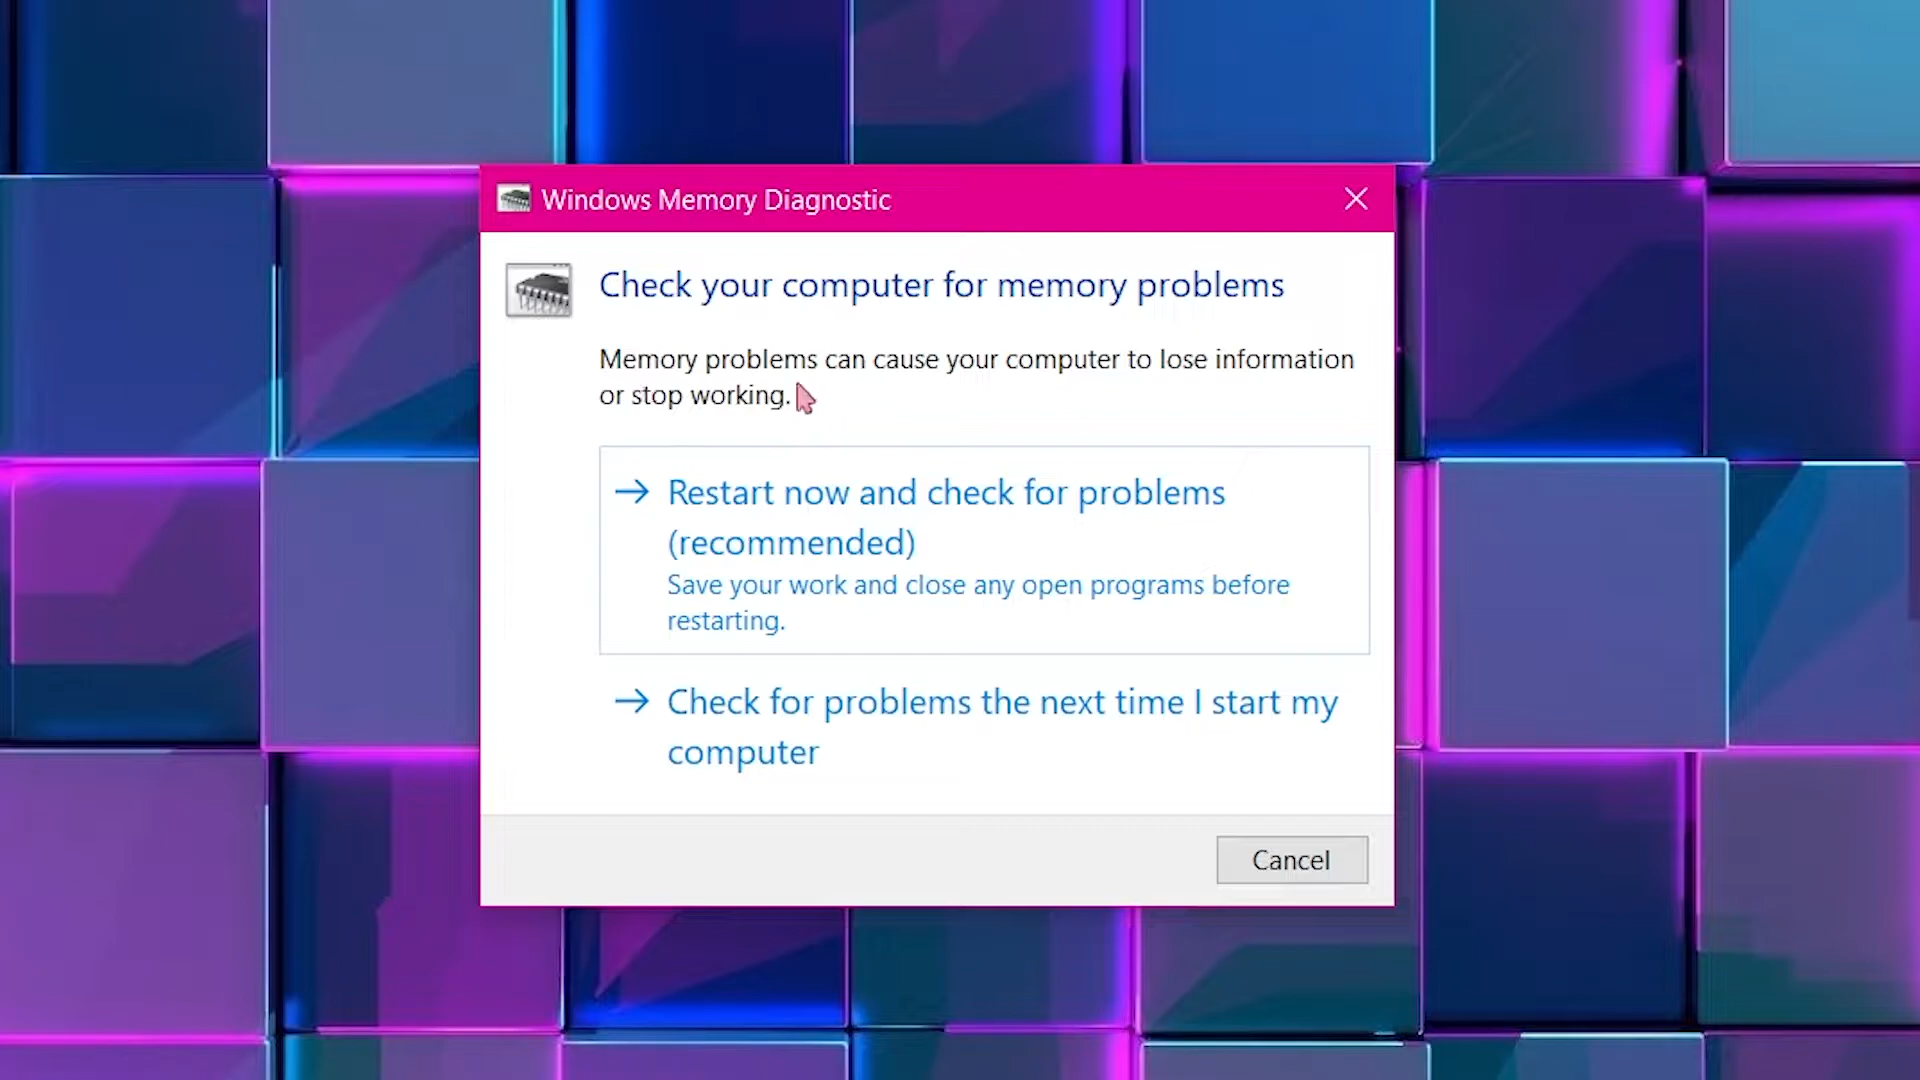 Windows Memory Diagnostic
Check your computer for memory problems
Memory problems can cause your computer to lose information
or stop working.
Restart now and check for problems
(recommended)
Save your work and close any open programs before
restarting.
Check for problems the next time I start my
computer
Cancel